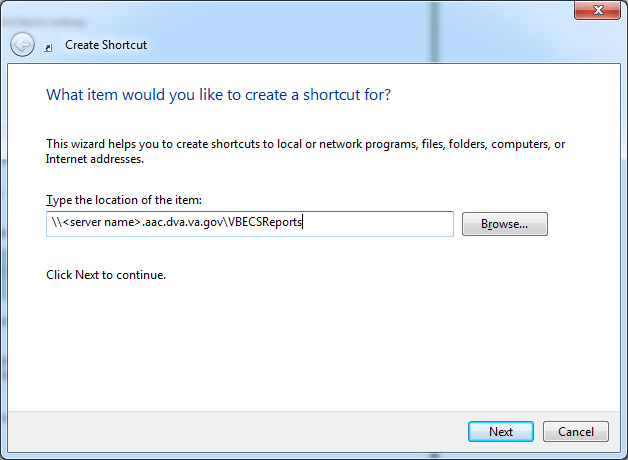 Create Shortcut
What item would you like to create a shortcut for?
This wizard helps you to create shortcuts to local or network programs, files, folders, computers, or
Internet addresses.
Type the location of the item:
\\<server name>.aac.dva.va.gov\VBECSReports
Browse...
Click Next to continue.
Next
Cancel